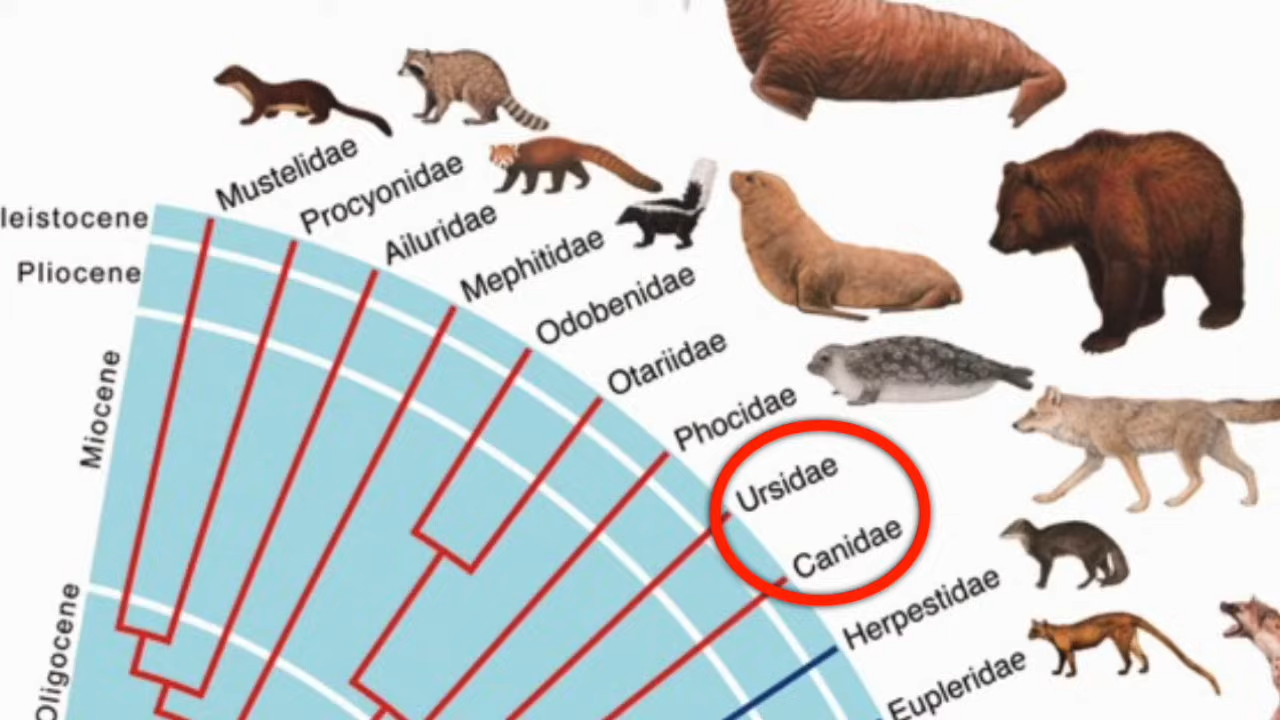 Mustelidae
Procyonidae
Ailuridae
Mephitidae
Odobenidae
Otariidae
Phocidae
Ursidae
Canidae
Herpestidae
Eupleridae
leistocene
Pliocene
Miocene
Oligocene